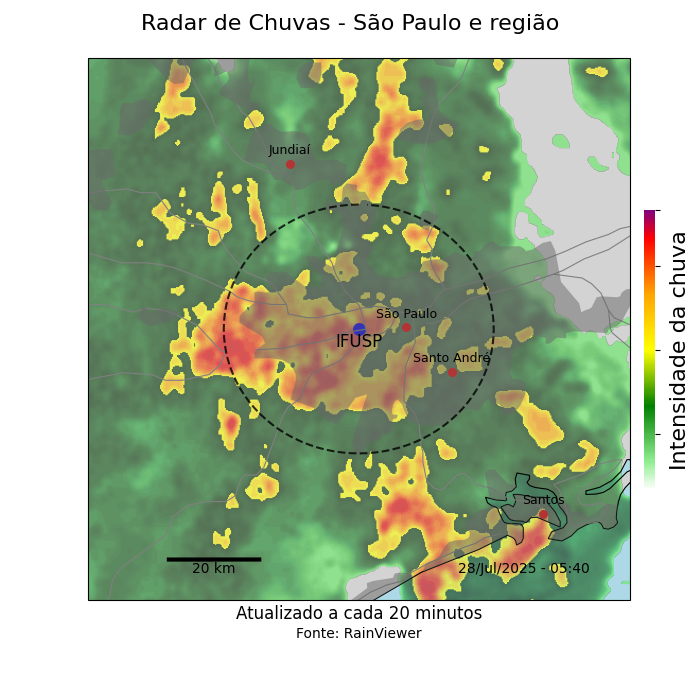 Radar de Chuvas - São Paulo e região
Jundiaí
São Paulo
IFUSP
Santo André
Santos
20 km
28/Jul/2025 - 05:40
Intensidade da chuva
Atualizado a cada 20 minutos
Fonte: RainViewer